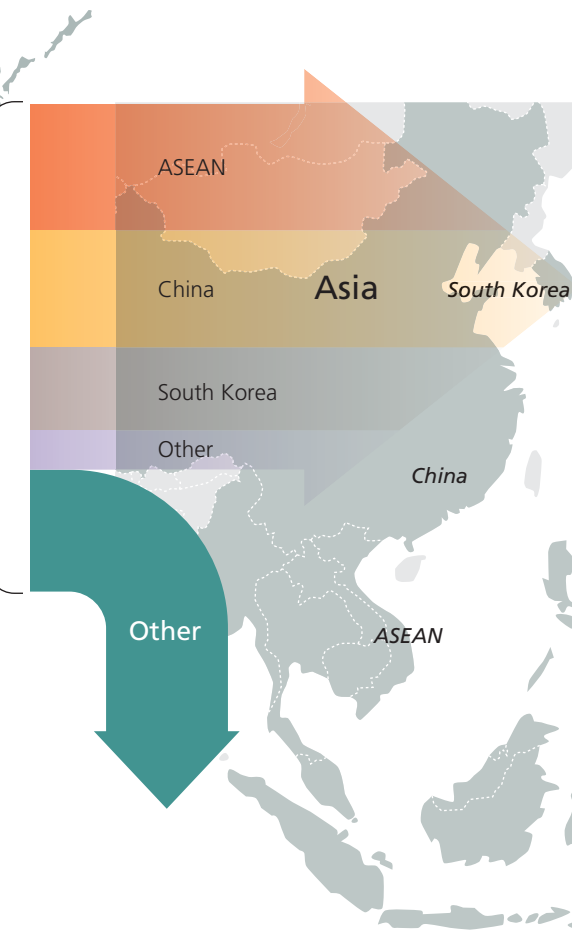 ASEAN
China
Asia
South Korea
South Korea
Other
China
Other
ASEAN